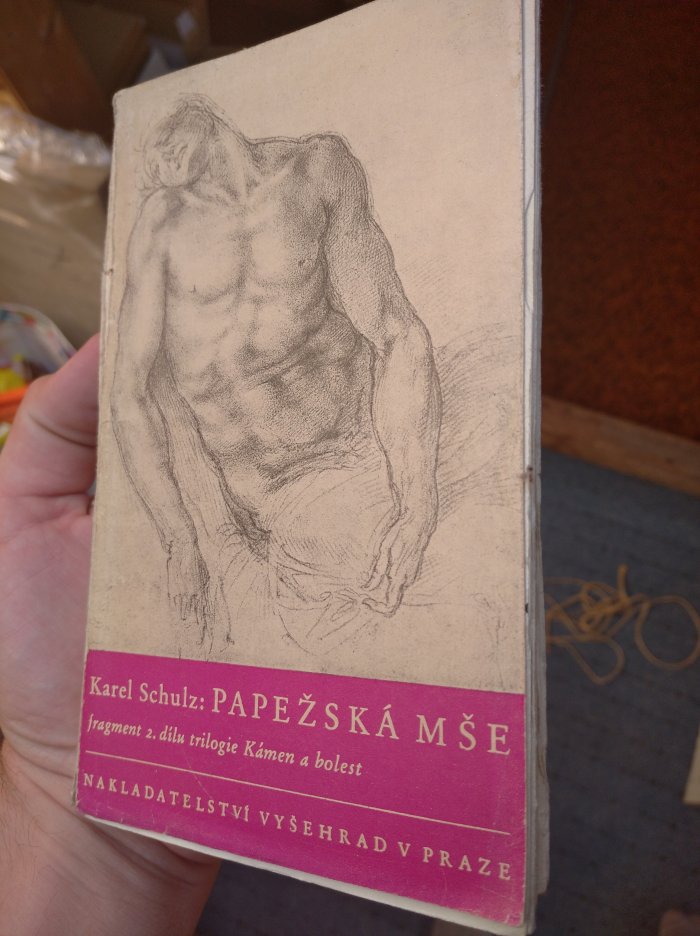 Karel Schulz: PAPEŽSKÁ MŠE
fragment 2. dílu trilogie Kámen a bolest
NAKLADATELSTVÍ VYŠEHRAD V PRAZE